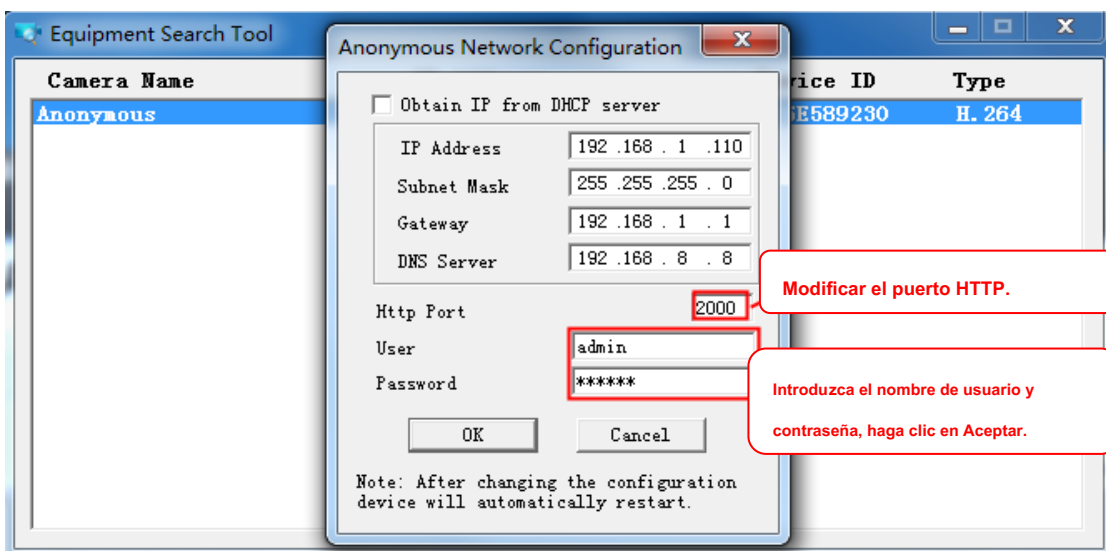 Equipment Search Tool
Anonymous Network Configuration
Camera Name
vice ID
Type
Anonymous
5E589230
H.264
Obtain IP from DHCP server
IP Address 192 .168 . 1 .110
Subnet Mask 255 .255 .255 . 0
Gateway 192 .168 . 1 . 1
DNS Server 192 .168 . 8 . 8
Http Port 2000
Modificar el puerto HTTP.
User admin
Password ******
Introduzca el nombre de usuario y
contraseña, haga clic en Aceptar.
OK Cancel
Note: After changing the configuration
device will automatically restart.